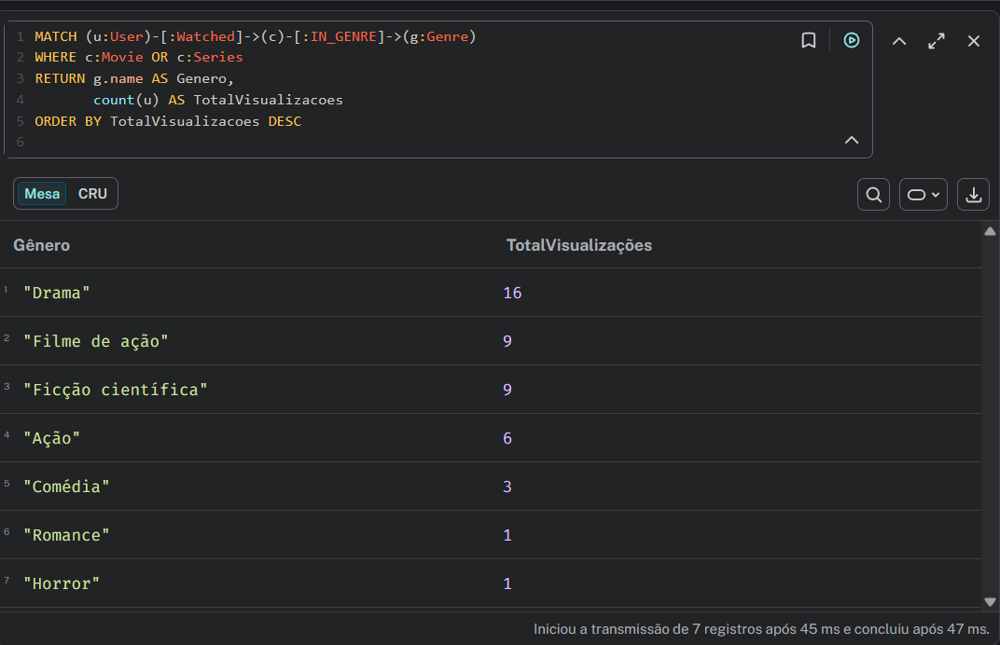 1 MATCH (u:User)-[:Watched]->(c)-[:IN_GENRE]->(g:Genre)
2 WHERE c:Movie OR c:Series
3 RETURN g.name AS Genero,
4 count(u) AS TotalVisualizacoes
5 ORDER BY TotalVisualizacoes DESC
6
Mesa CRU
Gênero TotalVisualizações
1 "Drama" 16
2 "Filme de ação" 9
3 "Ficção científica" 9
4 "Ação" 6
5 "Comédia" 3
6 "Romance" 1
7 "Horror" 1
Iniciou a transmissão de 7 registros após 45 ms e concluiu após 47 ms.